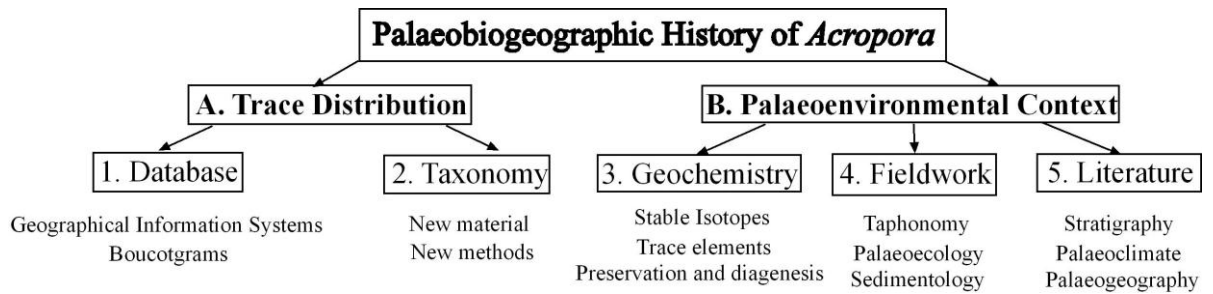 Palaeobiogeographic History of Acropora
A. Trace Distribution
B. Palaeoenvironmental Context
1. Database
2. Taxonomy
3. Geochemistry
4. Fieldwork
5. Literature
Geographical Information Systems
Boucotgrams
New material
New methods
Stable Isotopes
Trace elements
Preservation and diagenesis
Taphonomy
Palaeoecology
Sedimentology
Stratigraphy
Palaeoclimate
Palaeogeography